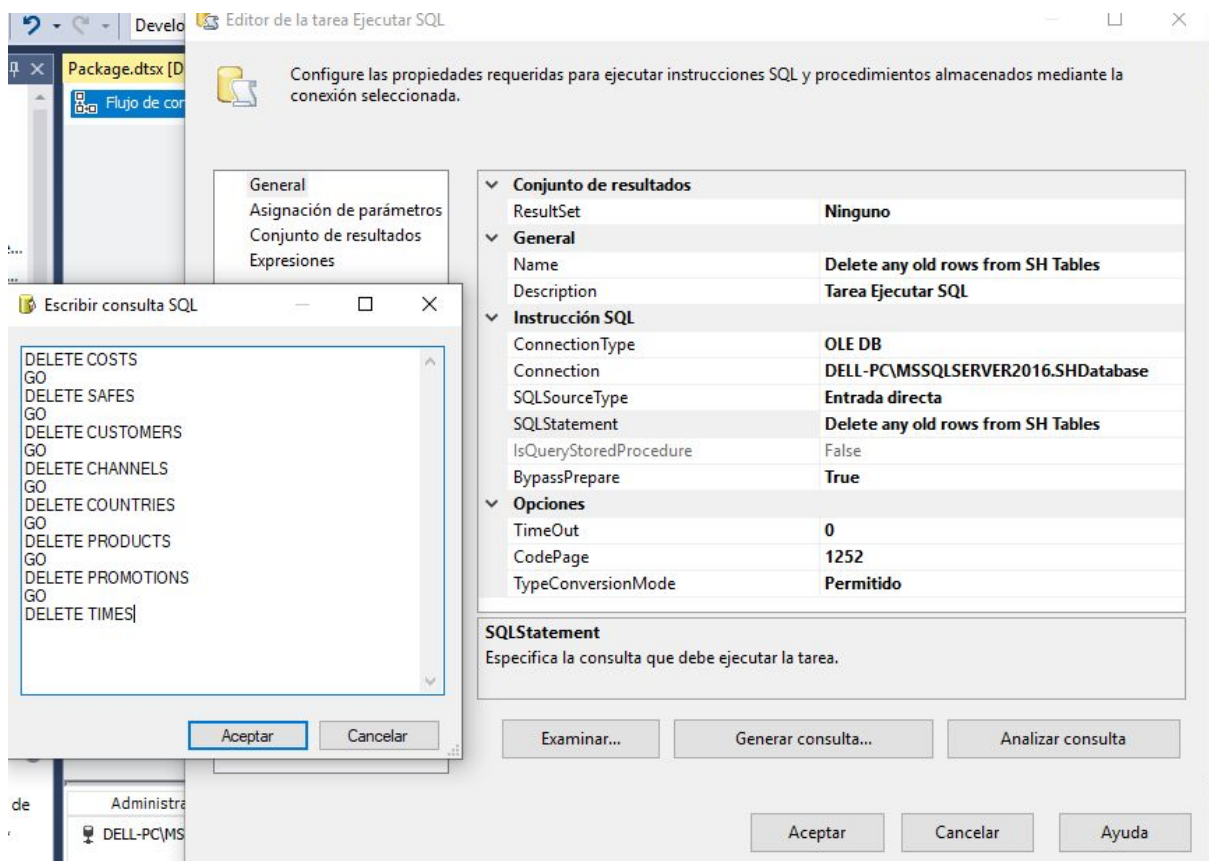 Develo
Editor de la tarea Ejecutar SQL
Package.dtsx [D
Flujo de cor
Configure las propiedades requeridas para ejecutar instrucciones SQL y procedimientos almacenados mediante la
conexión seleccionada.
General
Asignación de parámetros
Conjunto de resultados
Expresiones
Conjunto de resultados
ResultSet Ninguno
General
Name Delete any old rows from SH Tables
Description Tarea Ejecutar SQL
Instrucción SQL
ConnectionType OLE DB
Connection DELL-PC\MSSQLSERVER2016.SHDatabase
SQLSourceType Entrada directa
SQLStatement Delete any old rows from SH Tables
IsQueryStoredProcedure False
BypassPrepare True
Opciones
TimeOut 0
CodePage 1252
TypeConversionMode Permitido
SQLStatement
Especifica la consulta que debe ejecutar la tarea.
Examinar... Generar consulta... Analizar consulta
Aceptar Cancelar Ayuda
Escribir consulta SQL
DELETE COSTS
GO
DELETE SAFES
GO
DELETE CUSTOMERS
GO
DELETE CHANNELS
GO
DELETE COUNTRIES
GO
DELETE PRODUCTS
GO
DELETE PROMOTIONS
GO
DELETE TIMES
Aceptar Cancelar
de
Administra
DELL-PC\MS